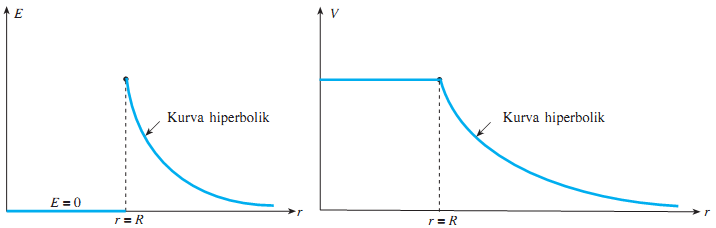 E
Kurva hiperbolik
E = 0
r = R
r
V
Kurva hiperbolik
r = R
r